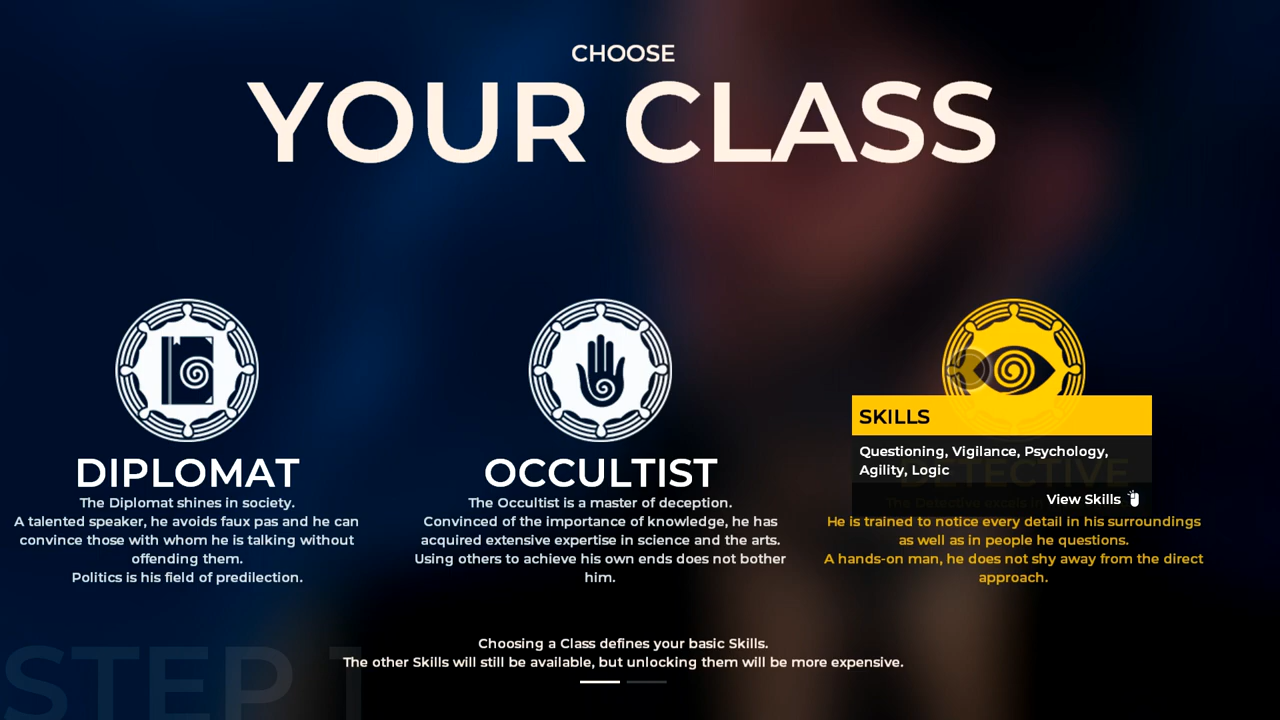 CHOOSE
YOUR CLASS
DIPLOMAT
The Diplomat shines in society.
A talented speaker, he avoids faux pas and he can
convince those with whom he is talking without
offending them.
Politics is his field of predilection.
OCCULTIST
The Occultist is a master of deception.
Convinced of the importance of knowledge, he has
acquired extensive expertise in science and the arts.
Using others to achieve his own ends does not bother
him.
SKILLS
Questioning, Vigilance, Psychology,
Agility, Logic
View Skills
DETECTIVE
The Detective excels in
He is trained to notice every detail in his surroundings
as well as in people he questions.
A hands-on man, he does not shy away from the direct
approach.
Choosing a Class defines your basic Skills.
The other Skills will still be available, but unlocking them will be more expensive.
STEP 1